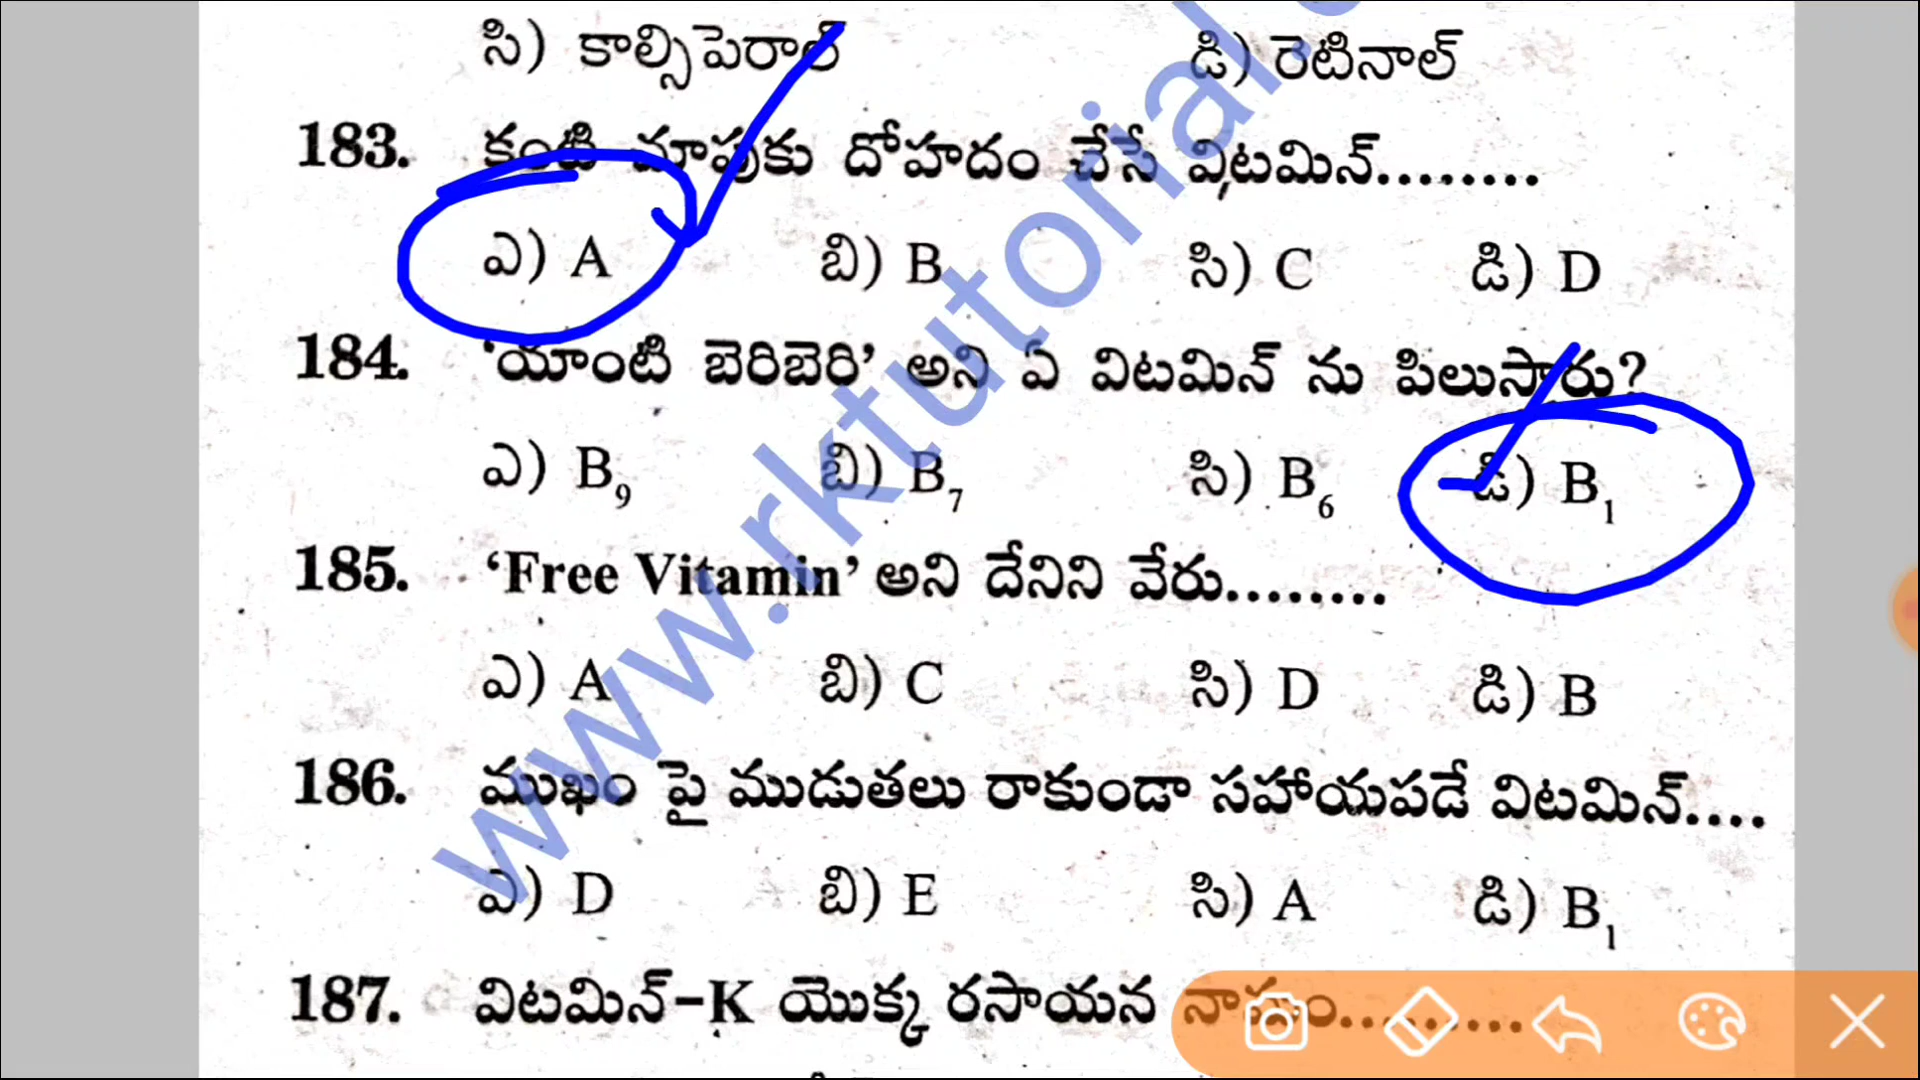 సి) కాల్సిపెరాల్ డి) రెటినాల్
183. కంటి చూపుకు దోహదం చేసే విటమిన్........
ఎ) A బి) B సి) C డి) D
184. ‘యాంటి బెరిబెరి’ అని ఏ విటమిన్ ను పిలుస్తారు?
ఎ) B₉ బి) B₇ సి) B₆ డి) B₁
185. ‘Free Vitamin’ అని దేనిని వేరు........
ఎ) A బి) C సి) D డి) B
186. ముఖం పై ముడుతలు రాకుండా సహాయపడే విటమిన్....
ఎ) D బి) E సి) A డి) B₁
187. విటమిన్-K యొక్క రసాయన నామం.........
www.rktutorial.